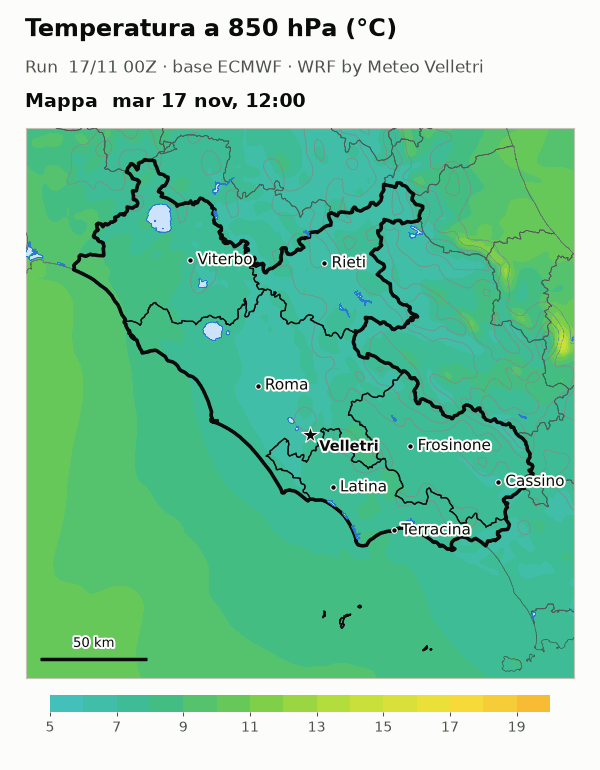 Temperatura a 850 hPa (°C)
Run 17/11 00Z · base ECMWF · WRF by Meteo Velletri
Mappa mar 17 nov, 12:00
Viterbo
Rieti
Roma
Velletri
Frosinone
Latina
Cassino
Terracina
50 km
5 7 9 11 13 15 17 19